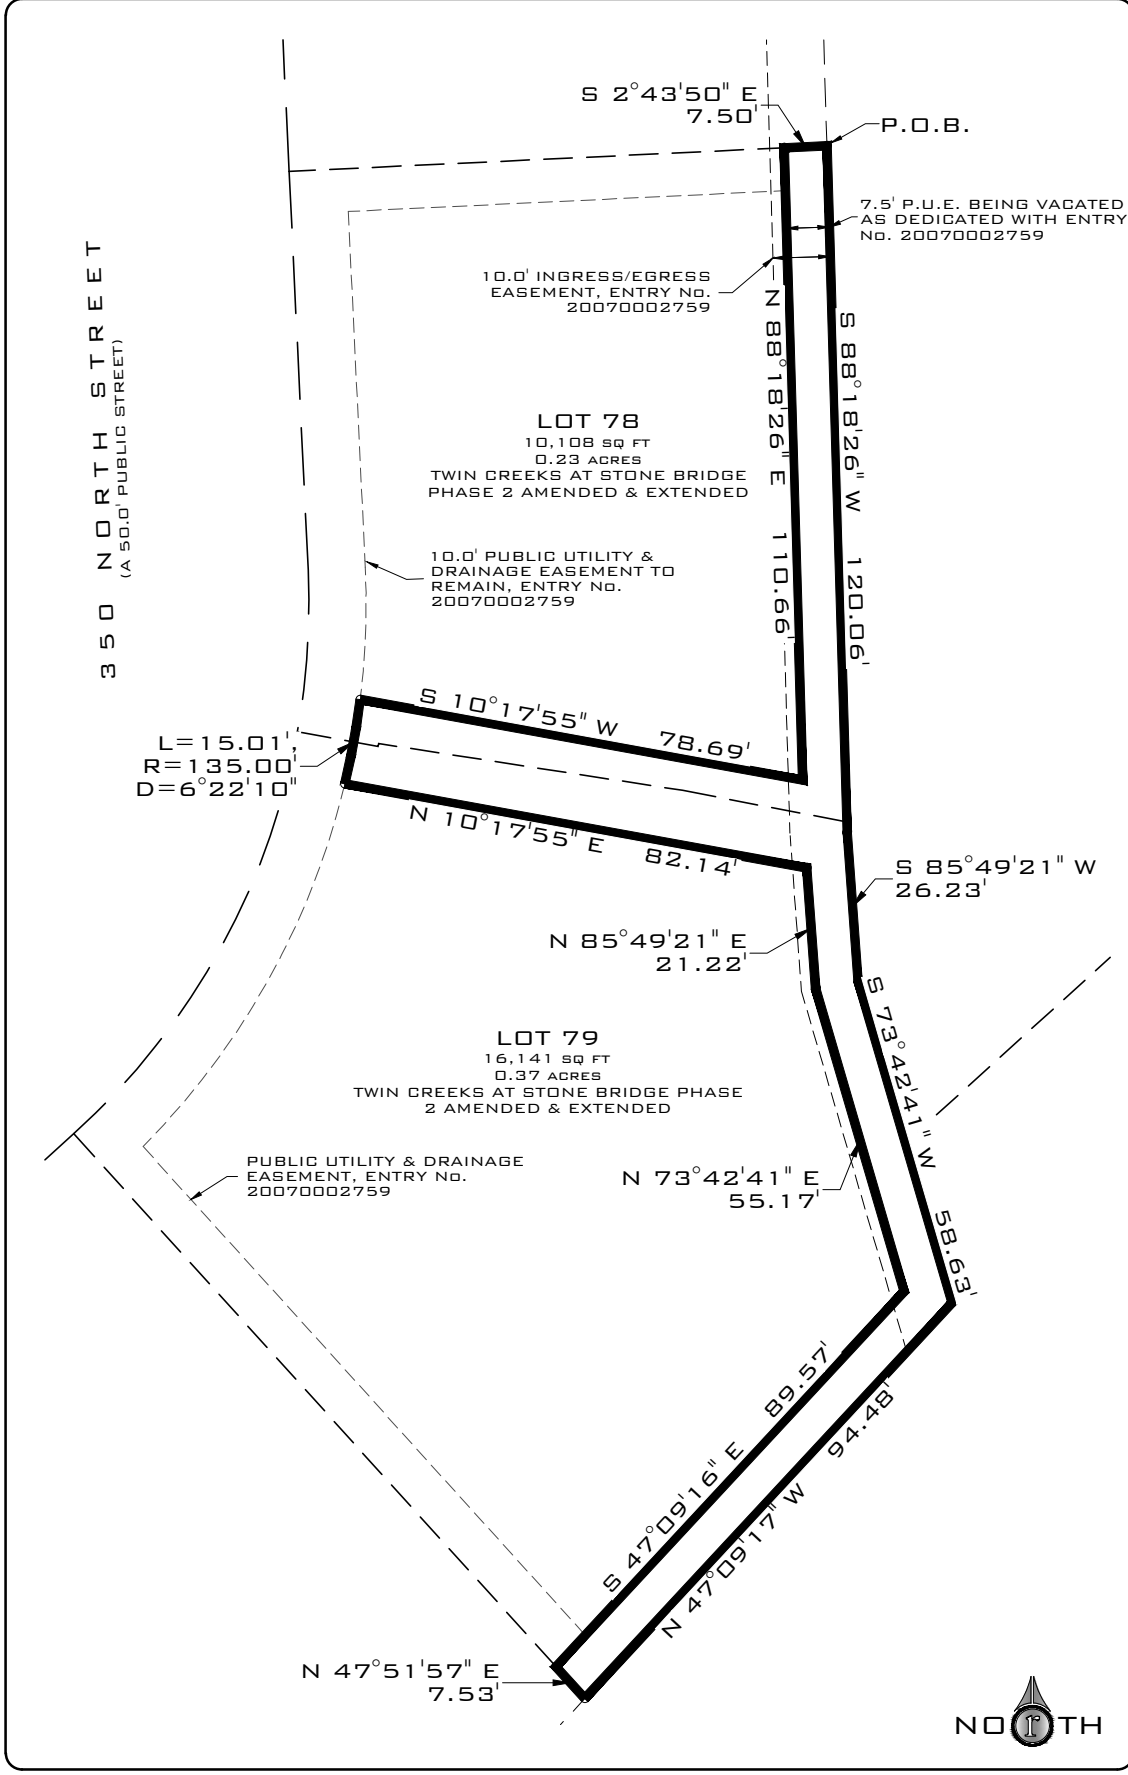 S 2°43'50" E
7.50'
P.O.B.
7.5' P.U.E. BEING VACATED
AS DEDICATED WITH ENTRY
No. 20070002759
10.0' INGRESS/EGRESS
EASEMENT, ENTRY No.
20070002759
350 NORTH STREET
(A 50.0' PUBLIC STREET)
N 88°18'26" E 110.66'
S 88°18'26" W 120.06'
LOT 78
10,108 SQ FT
0.23 ACRES
TWIN CREEKS AT STONE BRIDGE
PHASE 2 AMENDED & EXTENDED
10.0' PUBLIC UTILITY &
DRAINAGE EASEMENT TO
REMAIN, ENTRY No.
20070002759
S 10°17'55" W 78.69'
L=15.01',
R=135.00'
D=6°22'10"
N 10°17'55" E 82.14'
S 85°49'21" W
26.23'
N 85°49'21" E
21.22'
S 73°42'41" W 58.63'
LOT 79
16,141 SQ FT
0.37 ACRES
TWIN CREEKS AT STONE BRIDGE PHASE
2 AMENDED & EXTENDED
PUBLIC UTILITY & DRAINAGE
EASEMENT, ENTRY No.
20070002759
N 73°42'41" E
55.17'
S 47°09'16" E 89.57'
N 47°09'17" W 94.48'
N 47°51'57" E
7.53'
NORTH